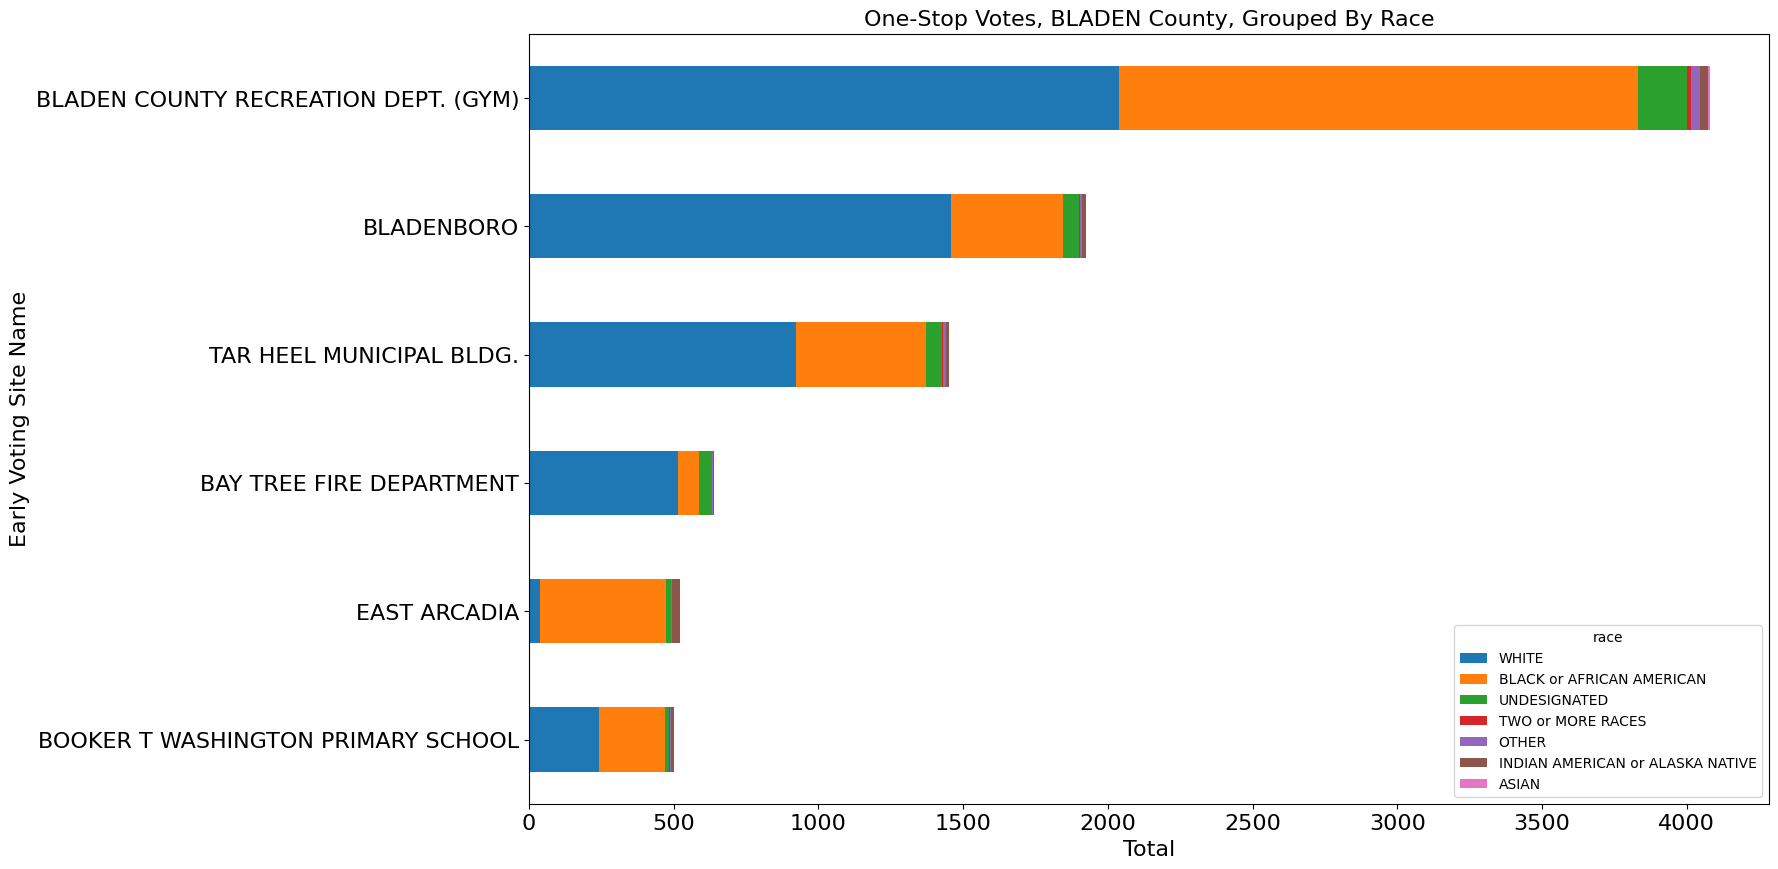 One-Stop Votes, BLADEN County, Grouped By Race
Early Voting Site Name
BLADEN COUNTY RECREATION DEPT. (GYM)
BLADENBORO
TAR HEEL MUNICIPAL BLDG.
BAY TREE FIRE DEPARTMENT
EAST ARCADIA
BOOKER T WASHINGTON PRIMARY SCHOOL
race
WHITE
BLACK or AFRICAN AMERICAN
UNDESIGNATED
TWO or MORE RACES
OTHER
INDIAN AMERICAN or ALASKA NATIVE
ASIAN
0 500 1000 1500 2000 2500 3000 3500 4000
Total